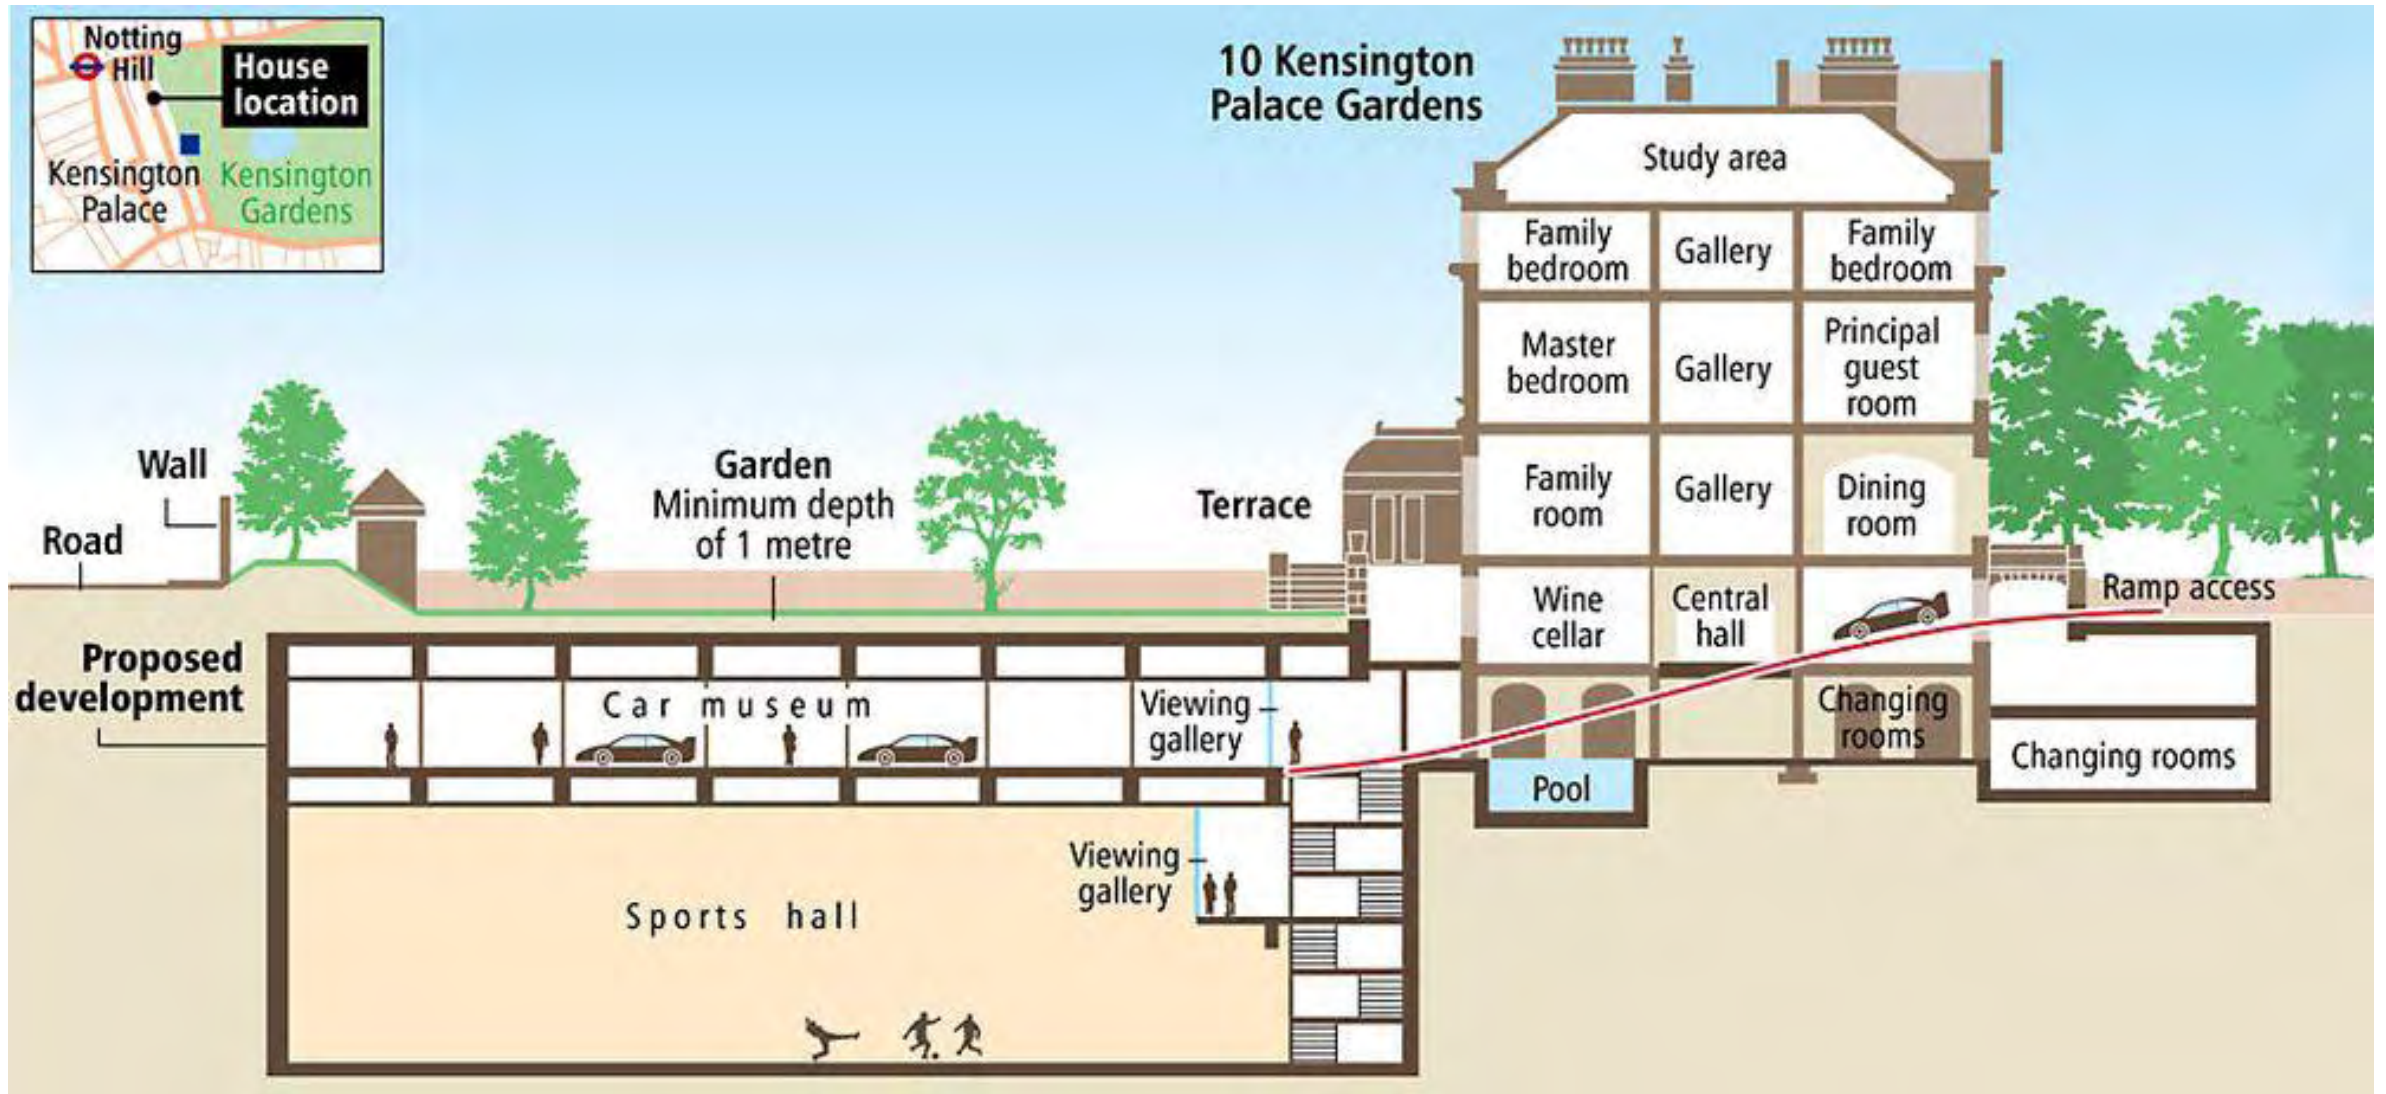 Notting
Hill
House
location
Kensington
Palace
Kensington
Gardens
10 Kensington
Palace Gardens
Study area
Family
bedroom
Gallery
Family
bedroom
Master
bedroom
Gallery
Principal
guest
room
Family
room
Gallery
Dining
room
Wine
cellar
Central
hall
Ramp access
Wall
Road
Garden
Minimum depth
of 1 metre
Terrace
Proposed
development
Car museum
Viewing
gallery
Changing
rooms
Changing rooms
Pool
Viewing
gallery
Sports hall